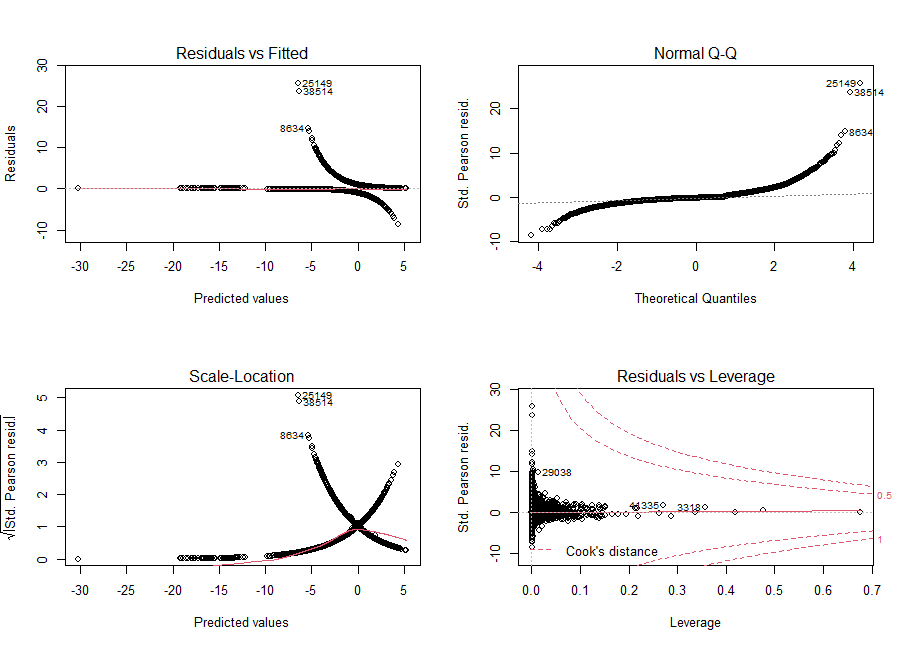 Residuals vs Fitted
Residuals
30
20
10
0
-10
25149
38514
8634
-30 -25 -20 -15 -10 -5 0 5
Predicted values
Normal Q-Q
Std. Pearson resid.
20
10
0
-10
25149
38514
8634
-4 -2 0 2 4
Theoretical Quantiles
Scale-Location
√|Std. Pearson resid.|
5
4
3
2
1
0
25149
38514
8634
-30 -25 -20 -15 -10 -5 0 5
Predicted values
Residuals vs Leverage
Std. Pearson resid.
30
20
10
0
-10
29038
41335
3318
0.5
1
Cook's distance
0.0 0.1 0.2 0.3 0.4 0.5 0.6 0.7
Leverage